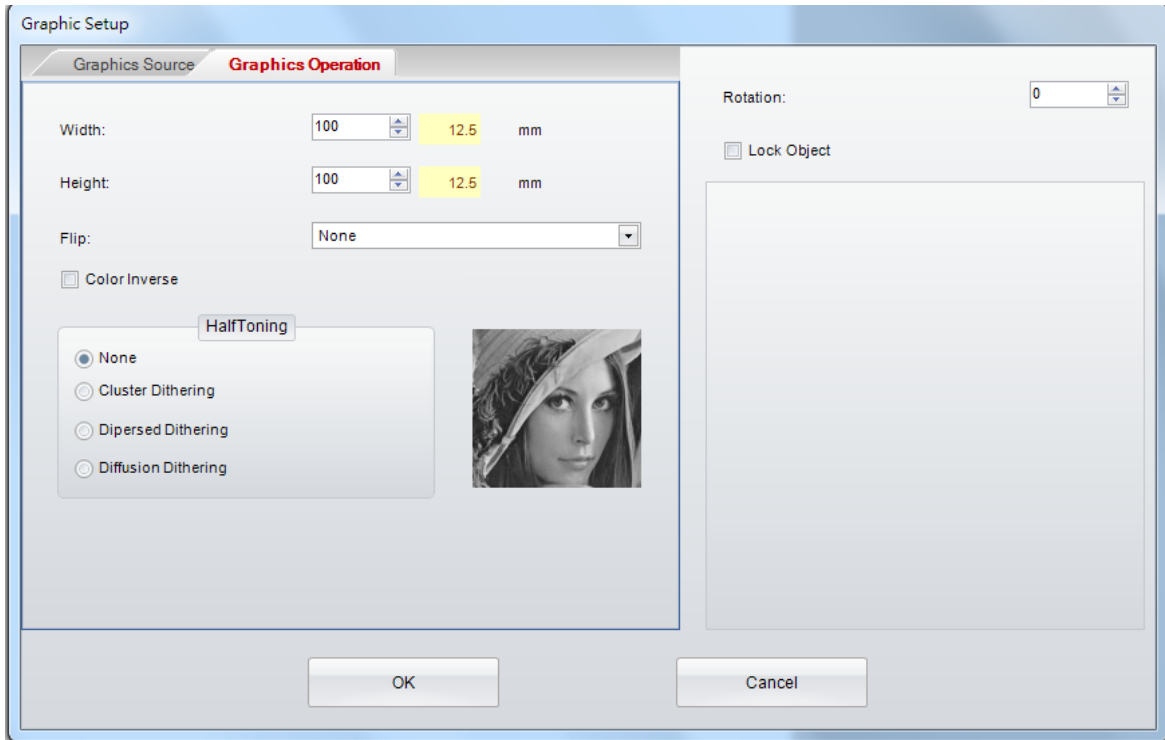 Graphic Setup
Graphics Source Graphics Operation
Width: 100 12.5 mm
Height: 100 12.5 mm
Flip: None
Color Inverse
HalfToning
None
Cluster Dithering
Dipersed Dithering
Diffusion Dithering
Rotation: 0
Lock Object
OK Cancel